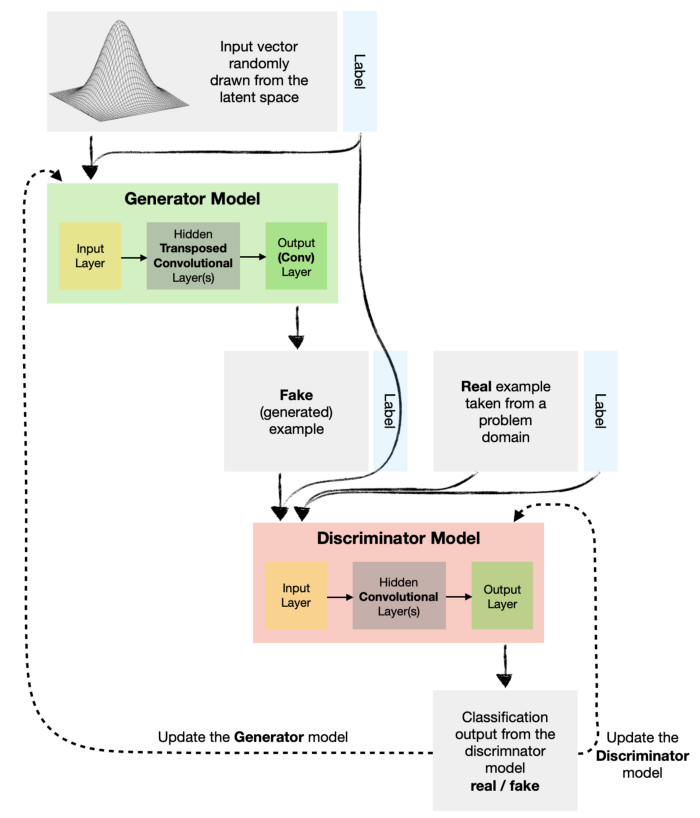 Input vector
randomly
drawn from the
latent space
Label
Generator Model
Input
Layer
Hidden
Transposed
Convolutional
Layer(s)
Output
(Conv)
Layer
Fake
(generated)
example
Label
Real example
taken from a
problem
domain
Label
Discriminator Model
Input
Layer
Hidden
Convolutional
Layer(s)
Output
Layer
Classification
output from the
discrimnator
model
real / fake
Update the Generator model
Update the
Discriminator
model